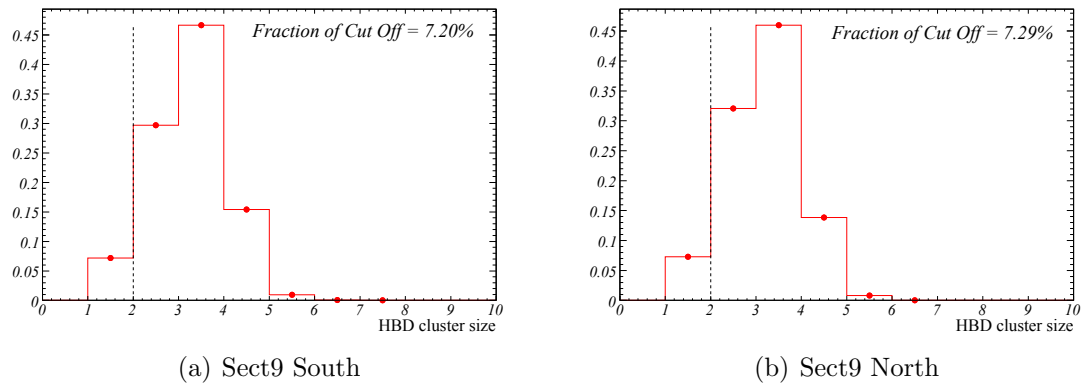 Fraction of Cut Off = 7.20%
0.45
0.4
0.35
0.3
0.25
0.2
0.15
0.1
0.05
0
0 1 2 3 4 5 6 7 8 9 10
HBD cluster size
(a) Sect9 South
Fraction of Cut Off = 7.29%
0.45
0.4
0.35
0.3
0.25
0.2
0.15
0.1
0.05
0
0 1 2 3 4 5 6 7 8 9 10
HBD cluster size
(b) Sect9 North